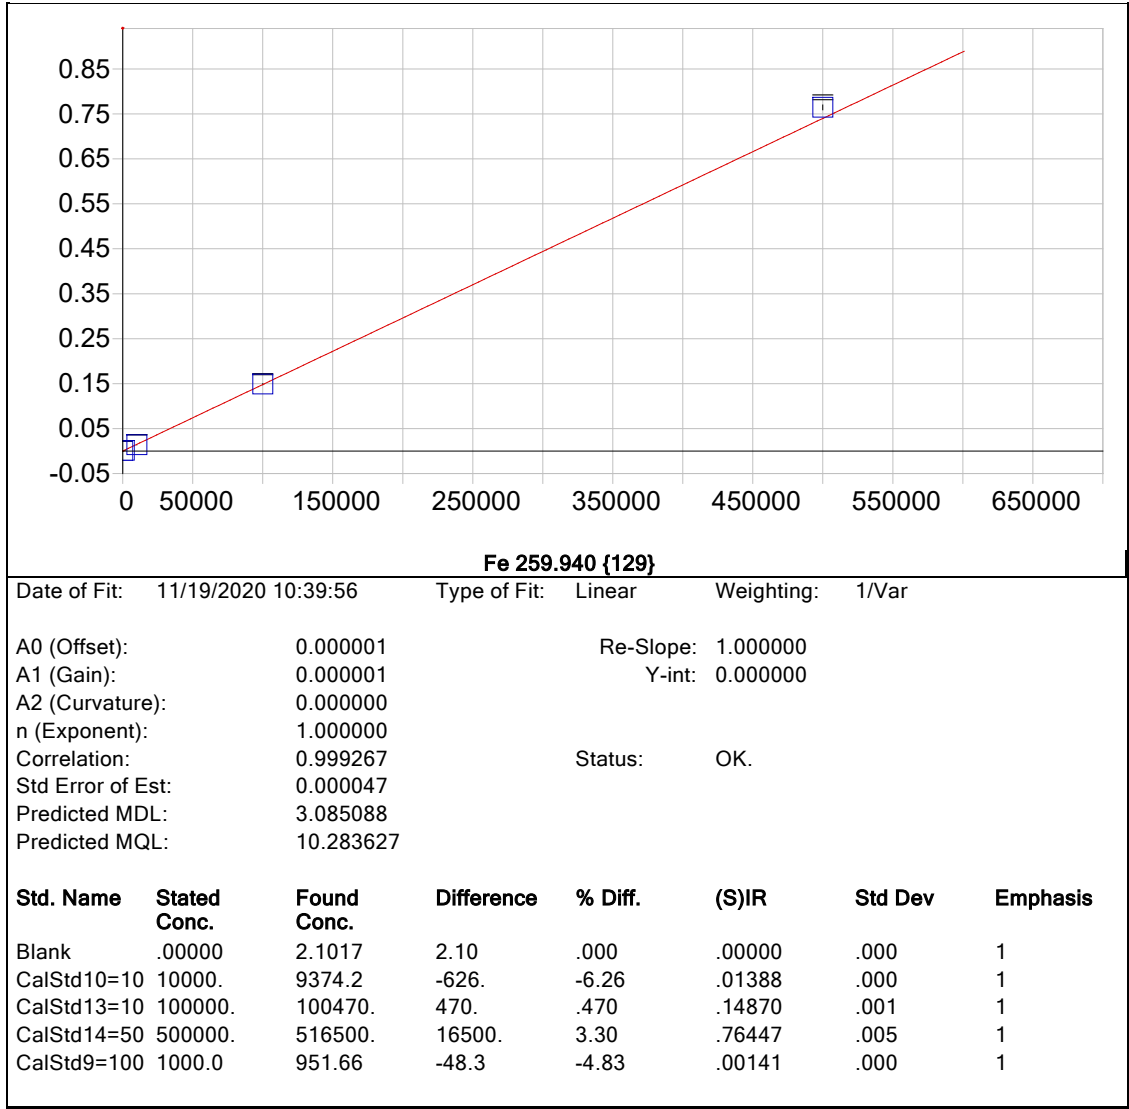 0.85
0.75
0.65
0.55
0.45
0.35
0.25
0.15
0.05
-0.05
0 50000 150000 250000 350000 450000 550000 650000
Fe 259.940 {129}
Date of Fit: 11/19/2020 10:39:56 Type of Fit: Linear Weighting: 1/Var
A0 (Offset): 0.000001 Re-Slope: 1.000000
A1 (Gain): 0.000001 Y-int: 0.000000
A2 (Curvature): 0.000000
n (Exponent): 1.000000
Correlation: 0.999267 Status: OK.
Std Error of Est: 0.000047
Predicted MDL: 3.085088
Predicted MQL: 10.283627
Std. Name Stated Found Difference % Diff. (S)IR Std Dev Emphasis
Conc. Conc.
Blank .00000 2.1017 2.10 .000 .00000 .000 1
CalStd10=10 10000. 9374.2 -626. -6.26 .01388 .000 1
CalStd13=10 100000. 100470. 470. .470 .14870 .001 1
CalStd14=50 500000. 516500. 16500. 3.30 .76447 .005 1
CalStd9=100 1000.0 951.66 -48.3 -4.83 .00141 .000 1